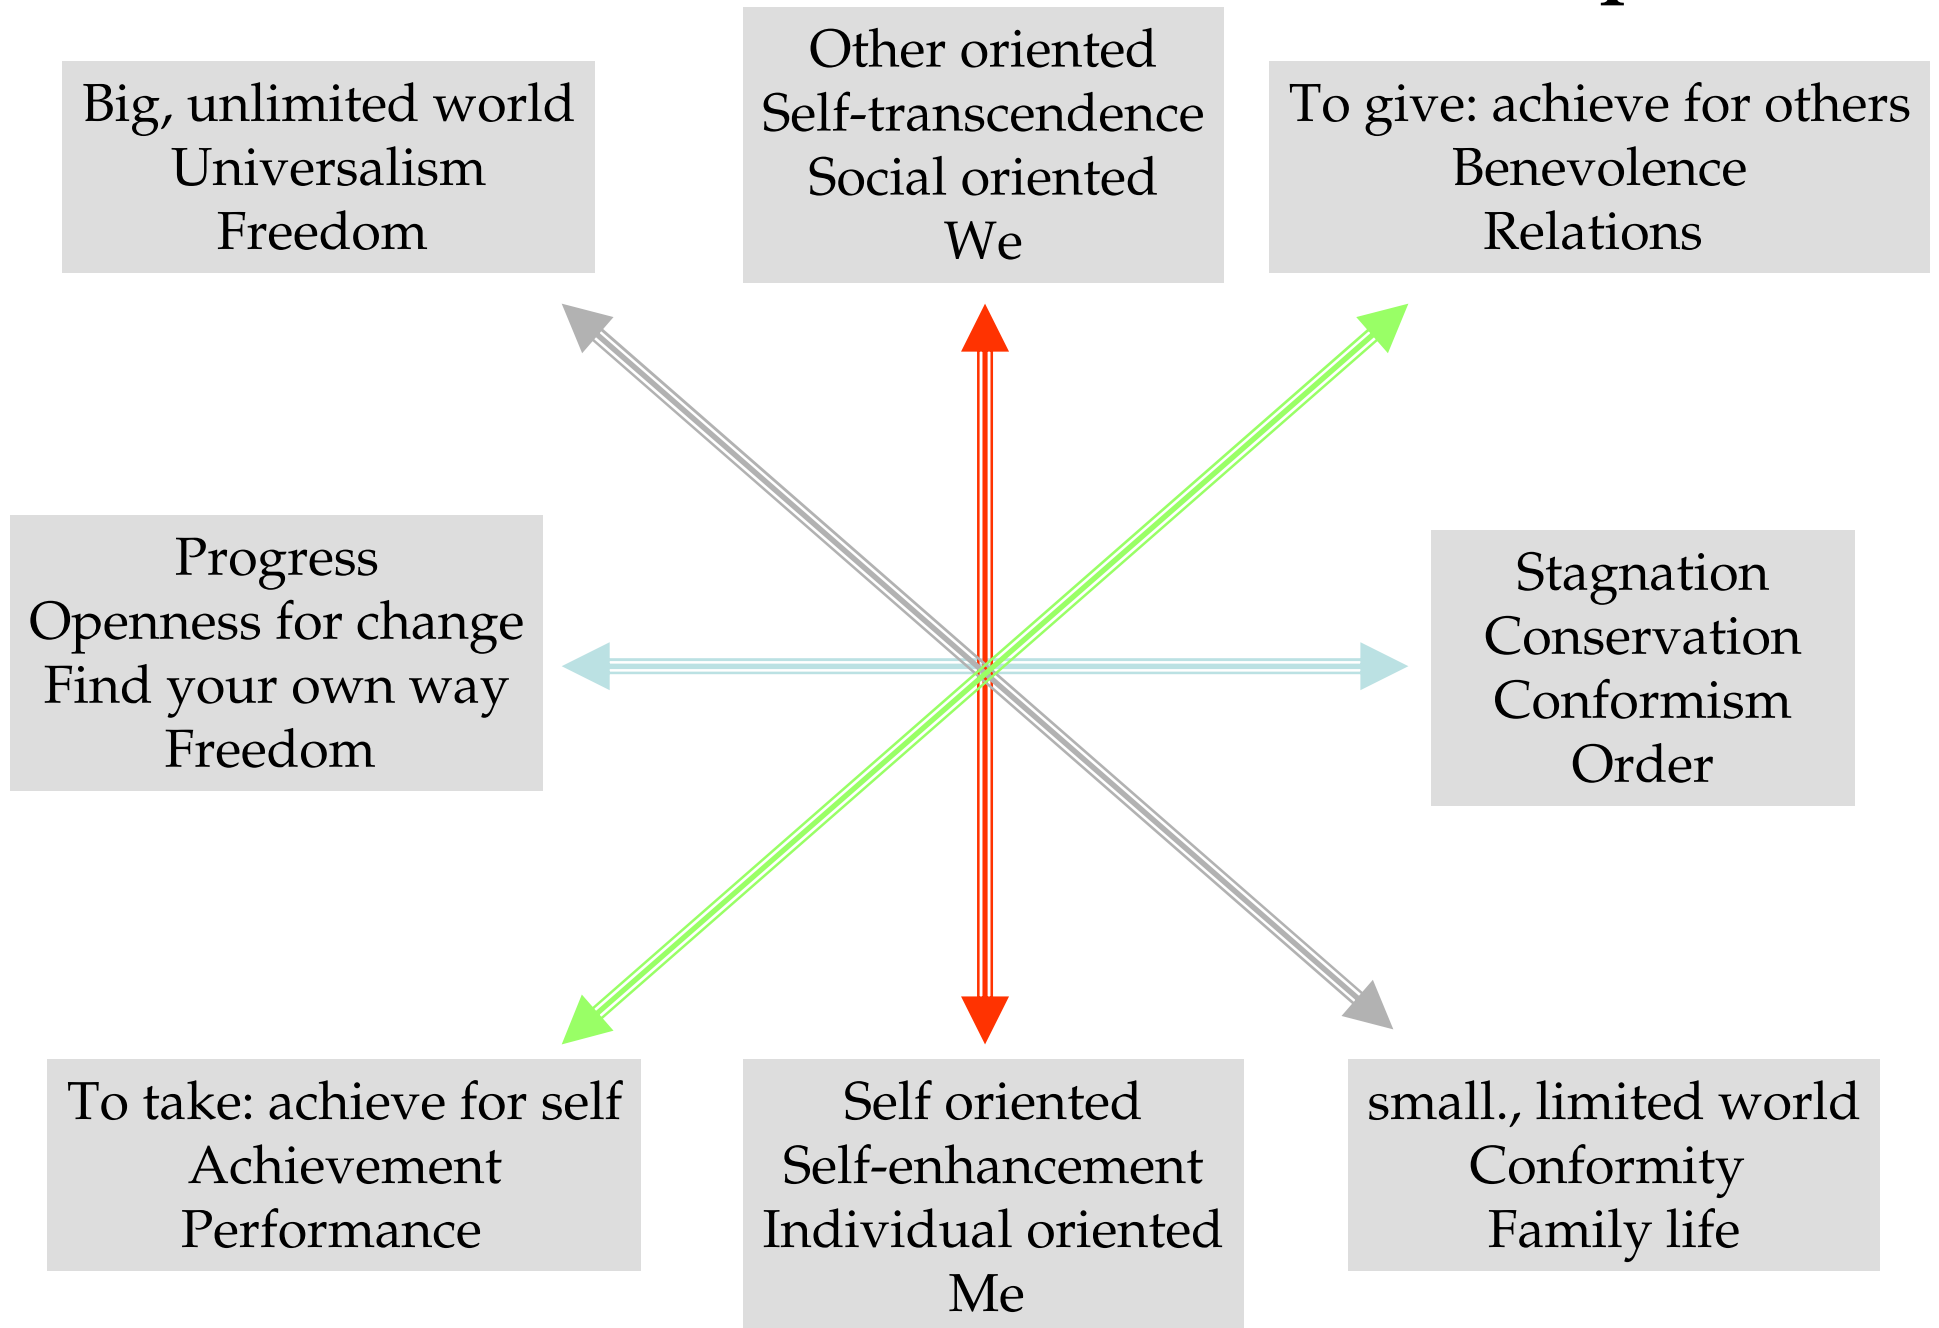 Other oriented
Self-transcendence
Social oriented
We
Big, unlimited world
Universalism
Freedom
To give: achieve for others
Benevolence
Relations
Progress
Openness for change
Find your own way
Freedom
Stagnation
Conservation
Conformism
Order
To take: achieve for self
Achievement
Performance
Self oriented
Self-enhancement
Individual oriented
Me
small., limited world
Conformity
Family life